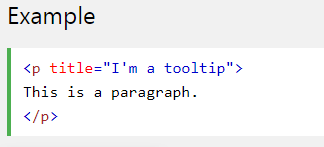 Example
<p title="I'm a tooltip">
This is a paragraph.
</p>